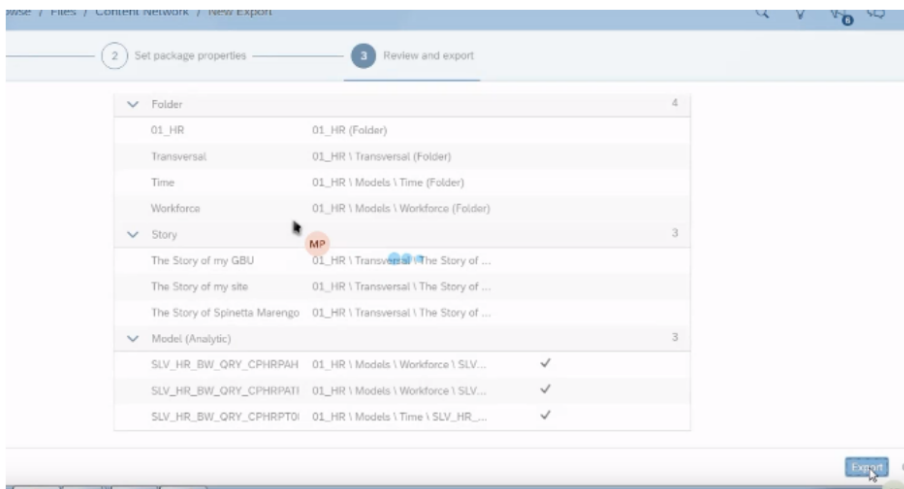 Browse / Files / Content Network / New Export
6
2 Set package properties
3 Review and export
Folder 4
01_HR 01_HR (Folder)
Transversal 01_HR \ Transversal (Folder)
Time 01_HR \ Models \ Time (Folder)
Workforce 01_HR \ Models \ Workforce (Folder)
Story 3
MP
The Story of my GBU 01_HR \ Transversal \ The Story of ...
The Story of my site 01_HR \ Transversal \ The Story of ...
The Story of Spinetta Marengo 01_HR \ Transversal \ The Story of ...
Model (Analytic) 3
SLV_HR_BW_QRY_CPHRPAH 01_HR \ Models \ Workforce \ SLV...
SLV_HR_BW_QRY_CPHRPATI 01_HR \ Models \ Workforce \ SLV...
SLV_HR_BW_QRY_CPHRPT0 01_HR \ Models \ Time \ SLV_HR_...
Export